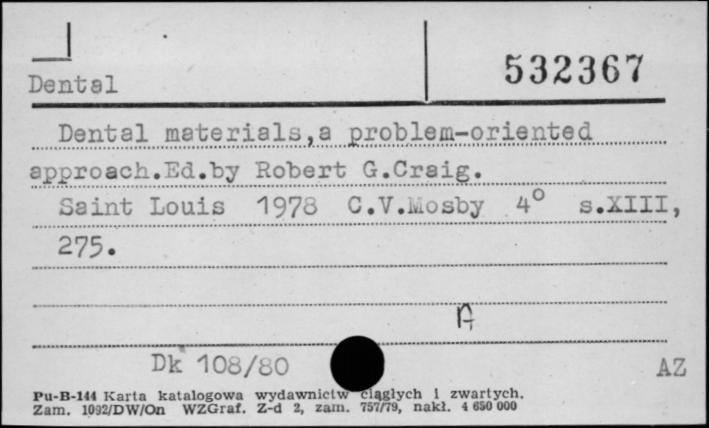 532367
Dental
Dental materials,a problem-oriented
approach.Ed.by Robert G.Craig.
Saint Louis 1978 C.V.Mosby 4° s.XIII,
275.
A
Dk 108/80
AZ
Pu-B-144 Karta katalogowa wydawnictw ciągłych i zwartych.
Zam. 1092/DW/On WZGraf. Z-d 2, zam. 757/79, nakł. 4 650 000